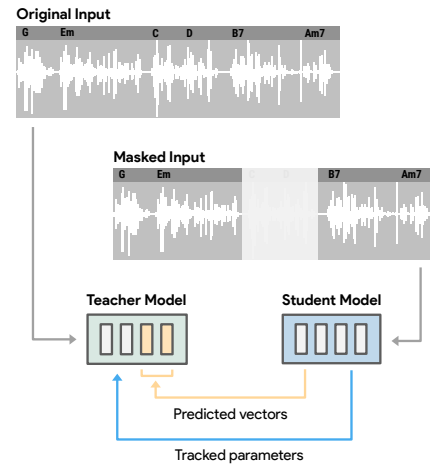 Original Input
G Em C D B7 Am7
Masked Input
G Em C D B7 Am7
Teacher Model Student Model
Predicted vectors
Tracked parameters